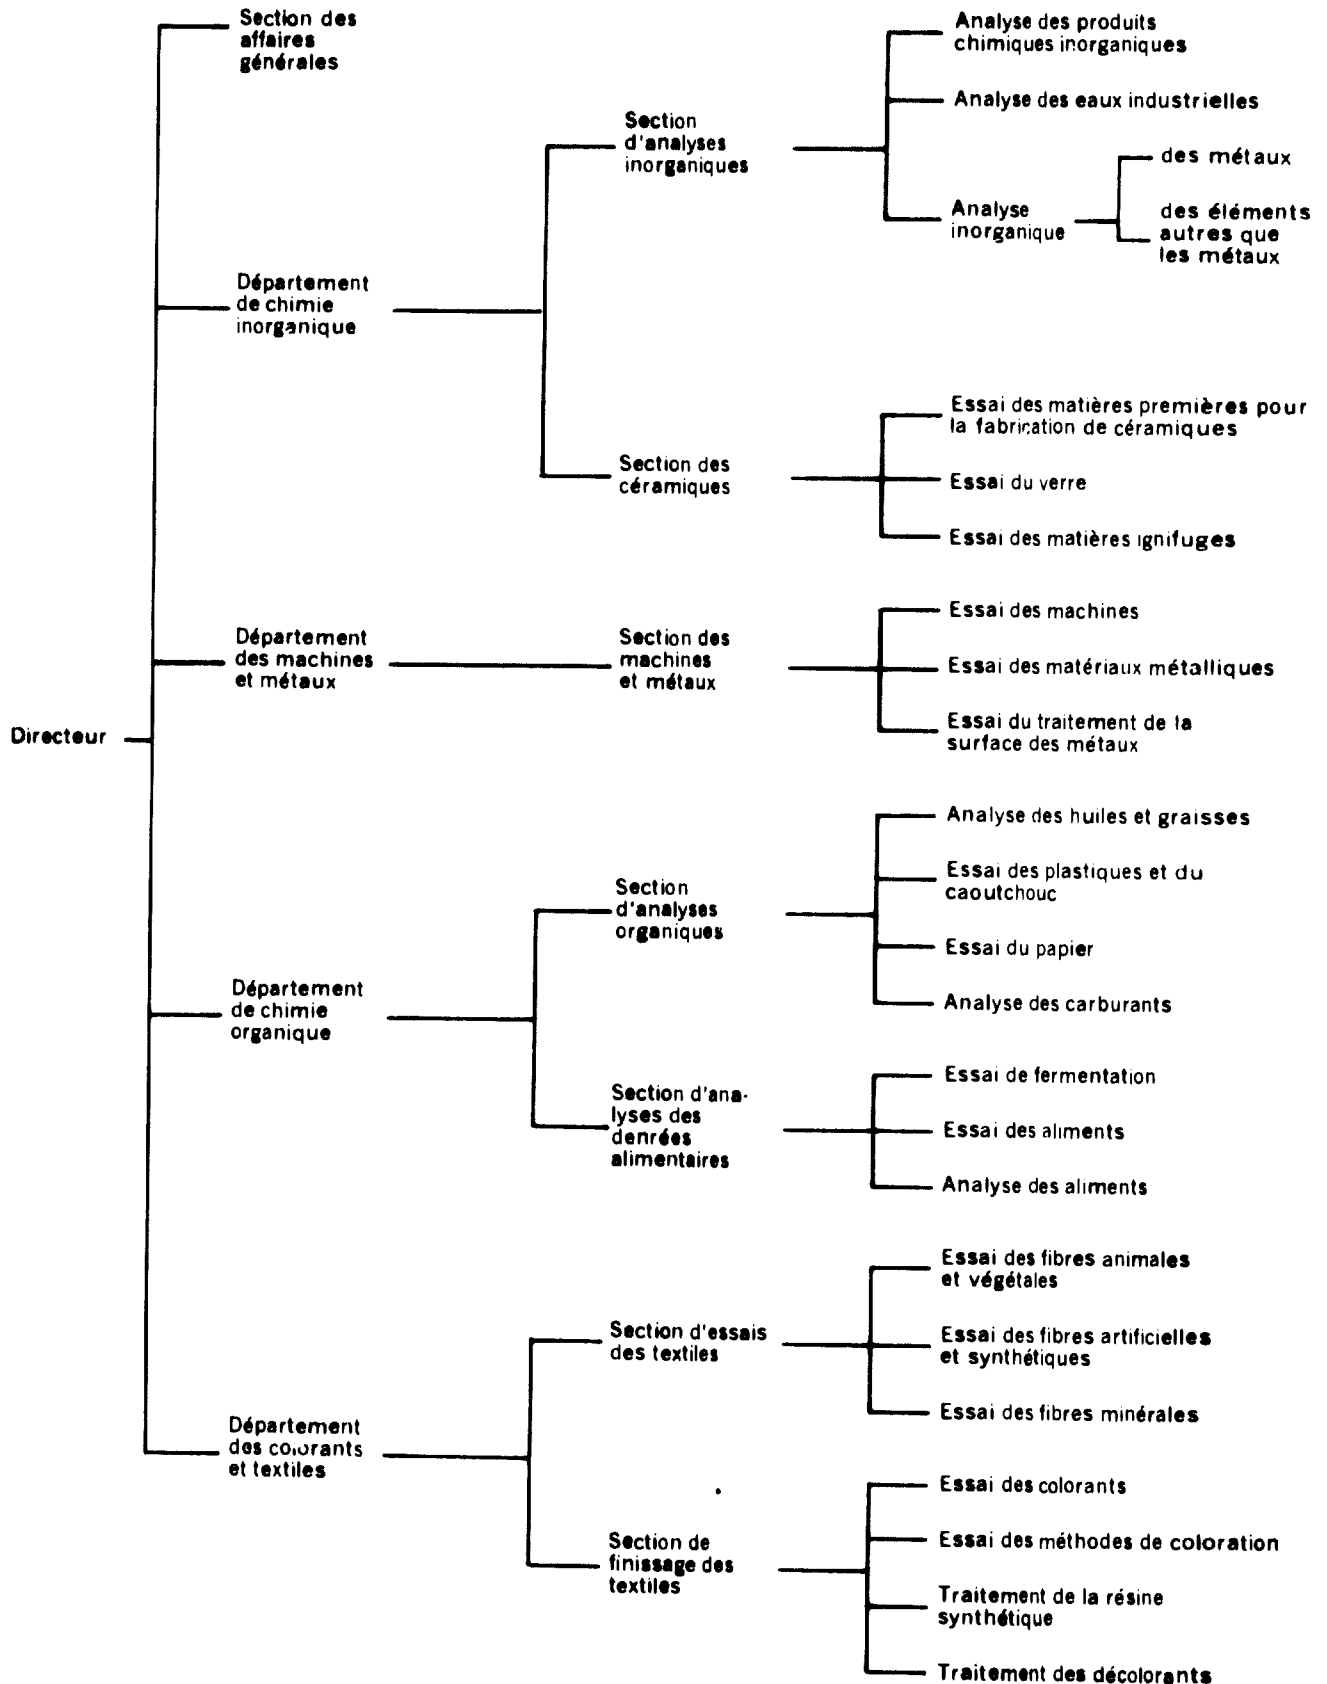 Section des
affaires
générales
Analyse des produits
chimiques inorganiques
Analyse des eaux industrielles
Section
d'analyses
inorganiques
des métaux
Analyse
inorganique
des éléments
autres que
les métaux
Département
de chimie
inorganique
Essai des matières premières pour
la fabrication de céramiques
Section des
céramiques
Essai du verre
Essai des matières ignifuges
Essai des machines
Département
des machines
et métaux
Section des
machines
et métaux
Essai des matériaux métalliques
Essai du traitement de la
surface des métaux
Directeur
Analyse des huiles et graisses
Essai des plastiques et du
caoutchouc
Section
d'analyses
organiques
Essai du papier
Analyse des carburants
Département
de chimie
organique
Essai de fermentation
Section d'ana-
lyses des
denrées
alimentaires
Essai des aliments
Analyse des aliments
Essai des fibres animales
et végétales
Section d'essais
des textiles
Essai des fibres artificielles
et synthétiques
Essai des fibres minérales
Département
des colorants
et textiles
Essai des colorants
Section de
finissage des
textiles
Essai des méthodes de coloration
Traitement de la résine
synthétique
Traitement des décolorants